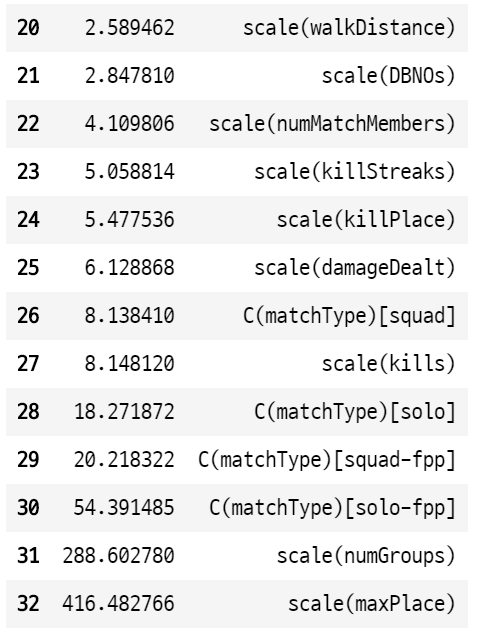 20 2.589462 scale(walkDistance)
21 2.847810 scale(DBNOs)
22 4.109806 scale(numMatchMembers)
23 5.058814 scale(killStreaks)
24 5.477536 scale(killPlace)
25 6.128868 scale(damageDealt)
26 8.138410 C(matchType)[squad]
27 8.148120 scale(kills)
28 18.271872 C(matchType)[solo]
29 20.218322 C(matchType)[squad-fpp]
30 54.391485 C(matchType)[solo-fpp]
31 288.602780 scale(numGroups)
32 416.482766 scale(maxPlace)